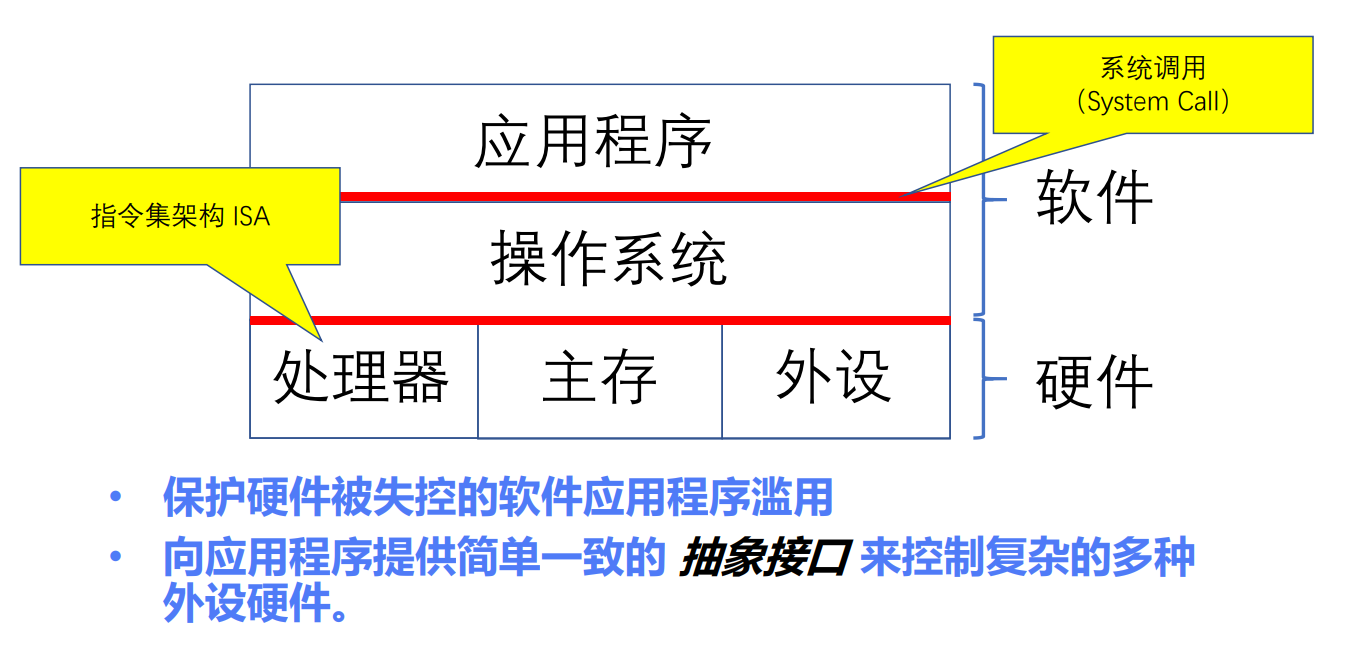 系统调用
（System Call）
应用程序
软件
指令集架构 ISA
操作系统
处理器
主存
外设
硬件
• 保护硬件被失控的软件应用程序滥用
• 向应用程序提供简单一致的 抽象接口 来控制复杂的多种
外设硬件。